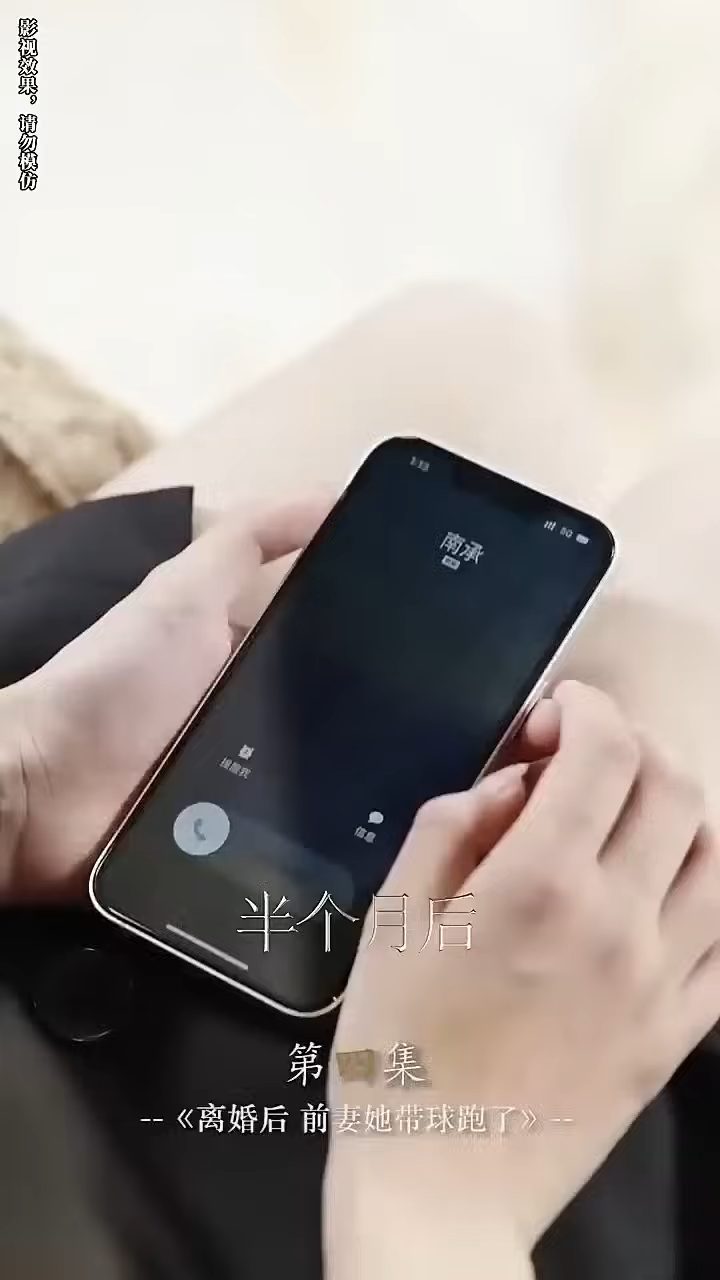 影视效果，请勿模仿
5G
南承
提醒我
信息
半个月后
第四集
--《离婚后 前妻她带球跑了》--